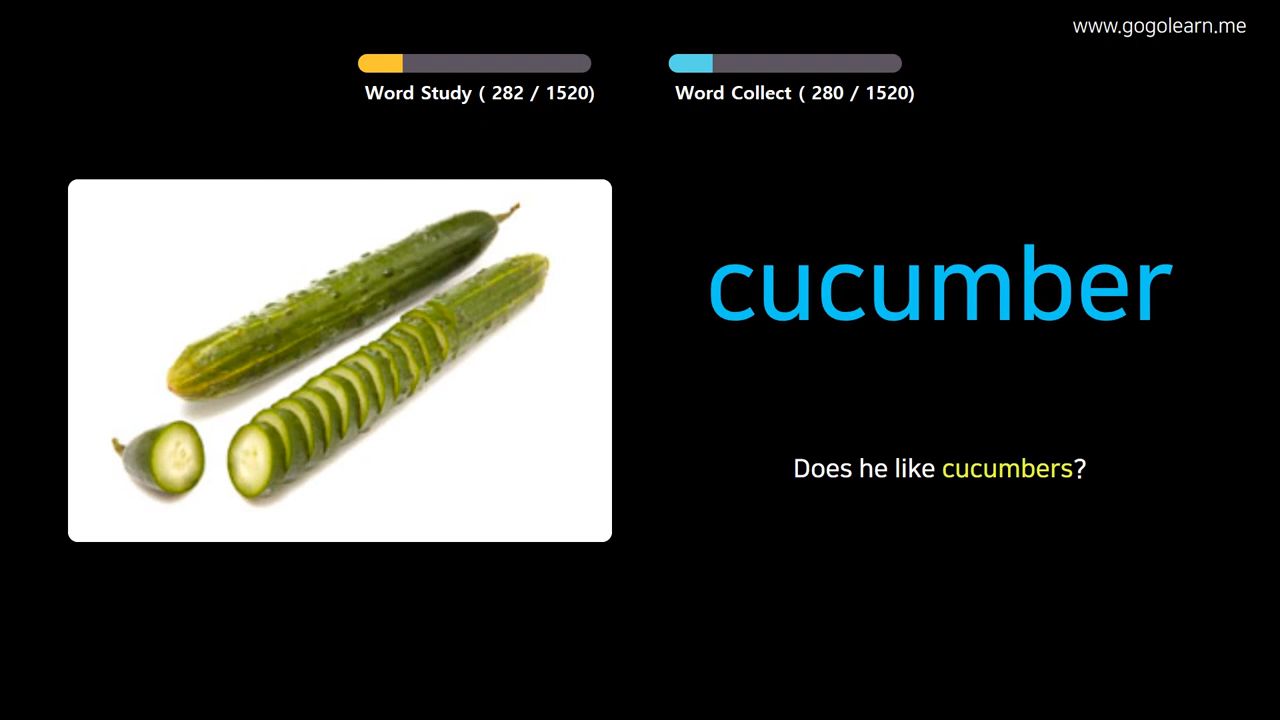 www.gogolearn.me
Word Study ( 282 / 1520)
Word Collect ( 280 / 1520)
cucumber
Does he like cucumbers?